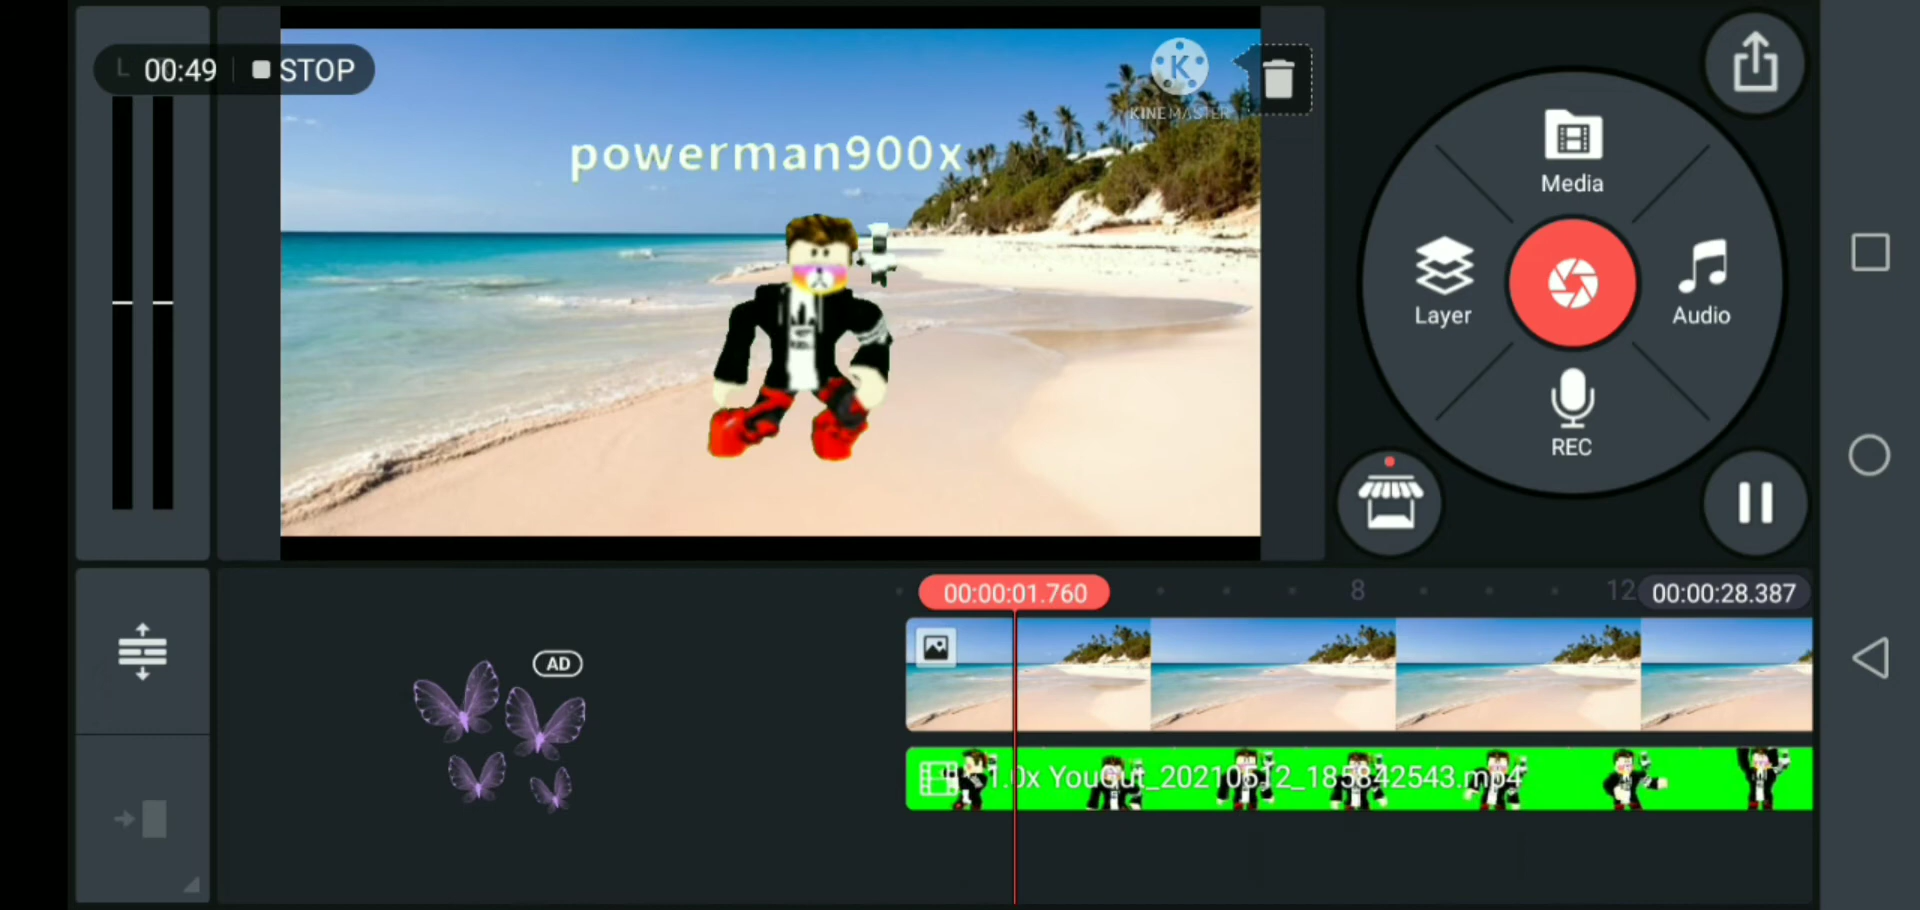 00:49 STOP
KINEMASTER
powerman900x
Media
Layer
Audio
REC
00:00:01.760
8
12
00:00:28.387
AD
1.0x YouCut_20210512_185842543.mp4